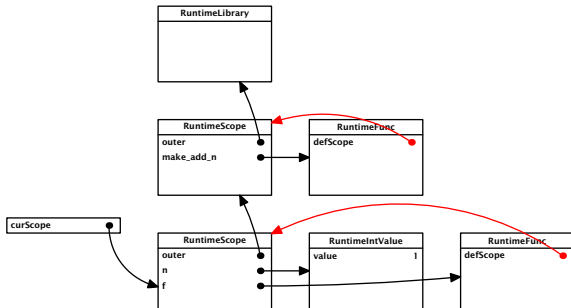 RuntimeLibrary
RuntimeScope
outer
make_add_n
RuntimeFunc
defScope
curScope
RuntimeScope
outer
n
f
RuntimeIntValue
value 1
RuntimeFunc
defScope